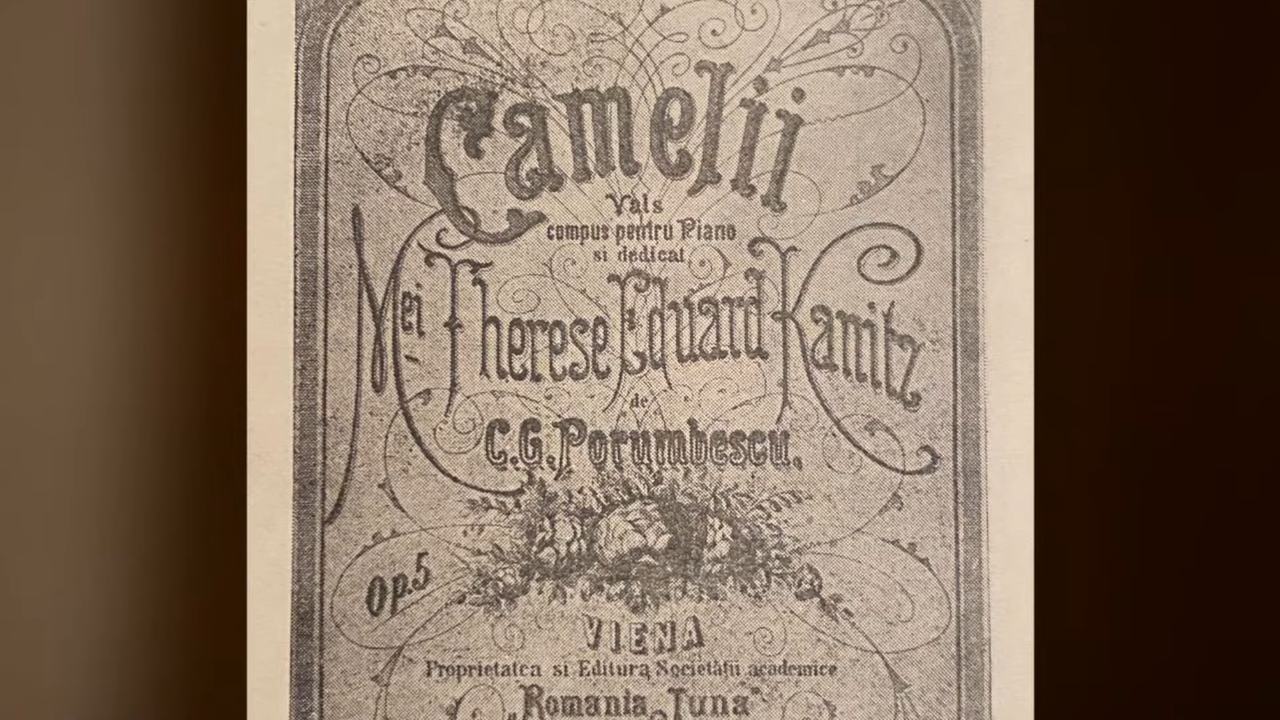 Camelii
Vals
compus pentru Piano
si dedicat
Mei Therese Eduard Kanitz
de
C.G. Porumbescu.
Op. 5
VIENA
Proprietatea si Editura Societății academice
„Romania Juna”